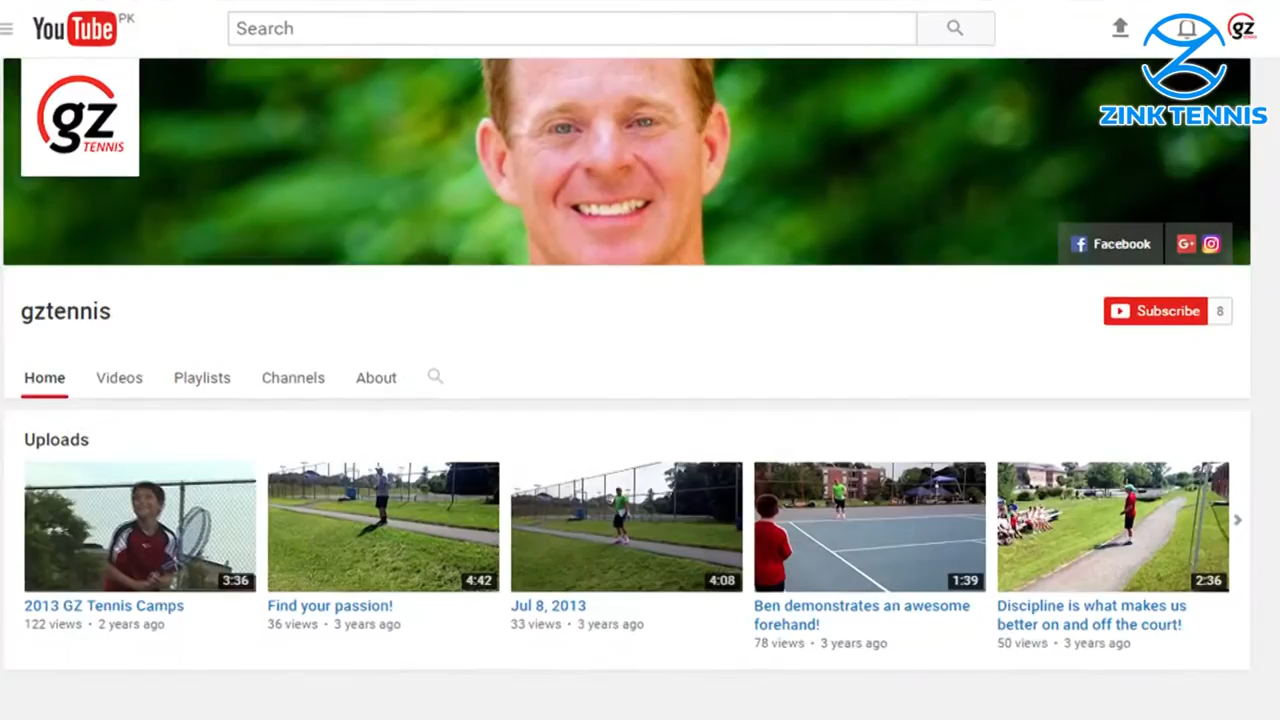 YouTube PK
Search
gz
ZINK TENNIS
gz
TENNIS
Facebook
G+
gztennis
Subscribe 8
Home Videos Playlists Channels About
Uploads
3:36
4:42
4:08
1:39
2:36
2013 GZ Tennis Camps
122 views • 2 years ago
Find your passion!
36 views • 3 years ago
Jul 8, 2013
33 views • 3 years ago
Ben demonstrates an awesome
forehand!
78 views • 3 years ago
Discipline is what makes us
better on and off the court!
50 views • 3 years ago